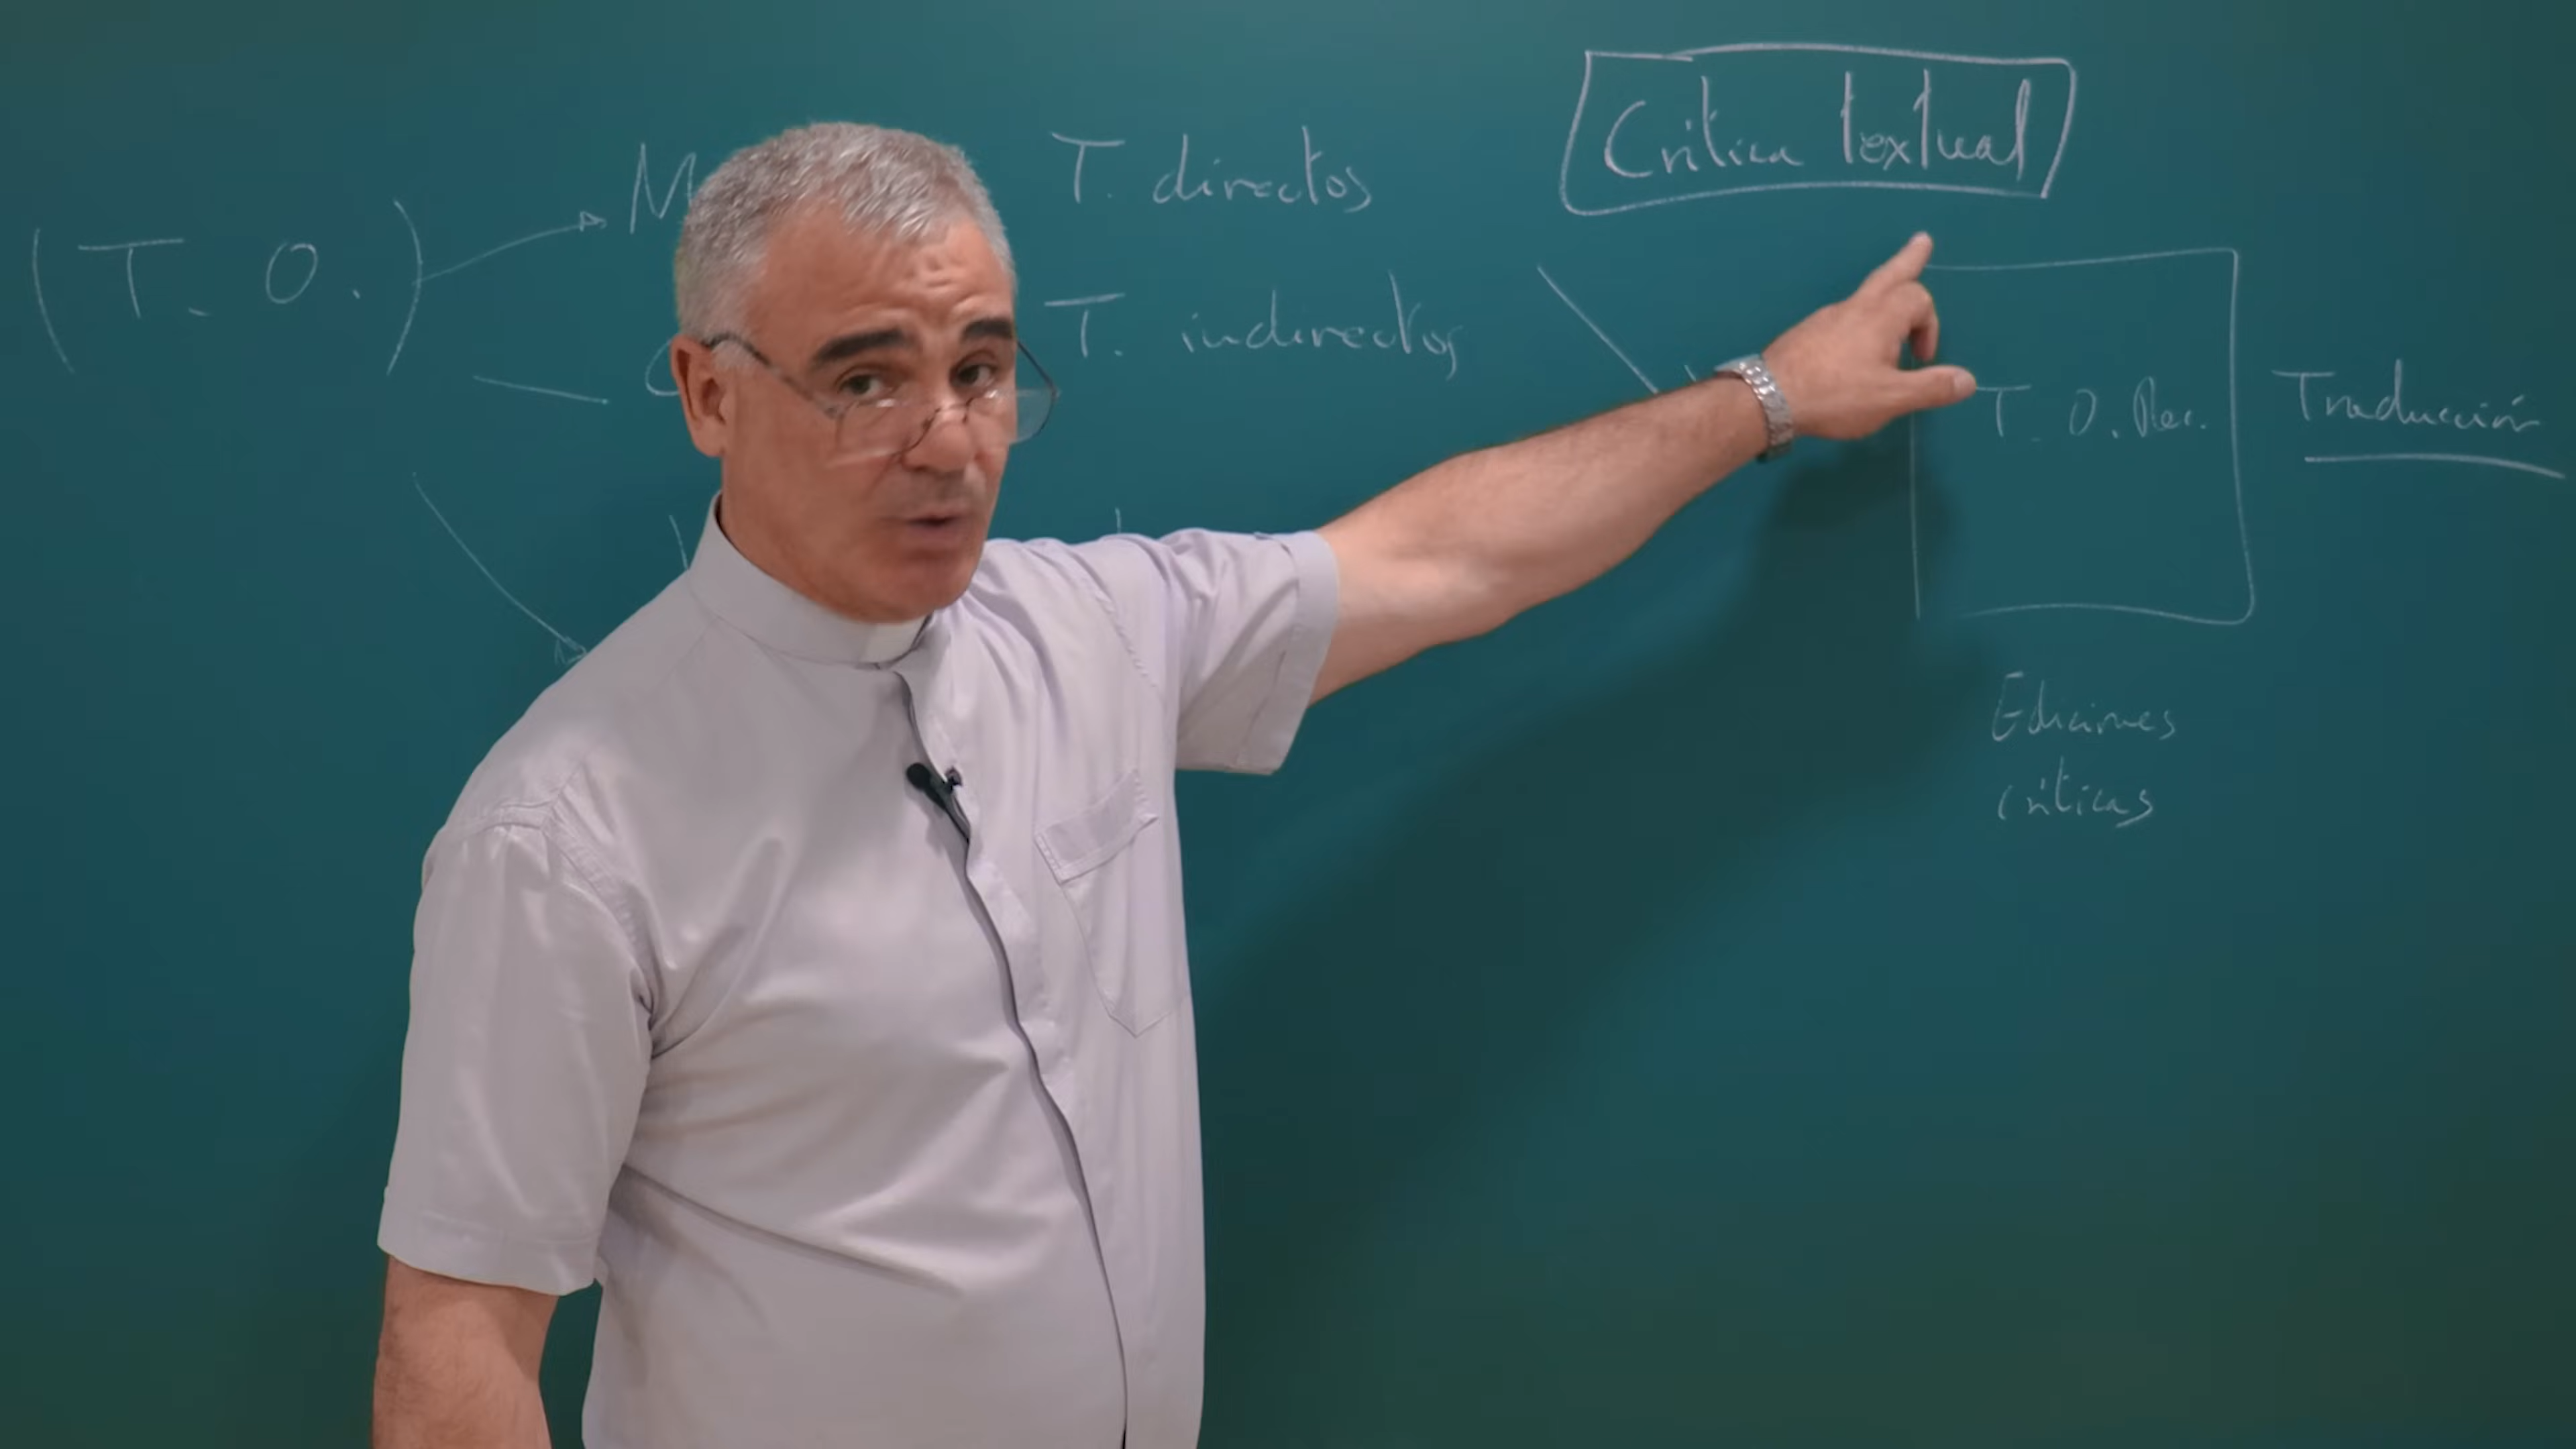 Crítica textual
(T. O.)
M
T. directos
T. indirectos
T. O. Rec.
Traducción
Ediciones
críticas